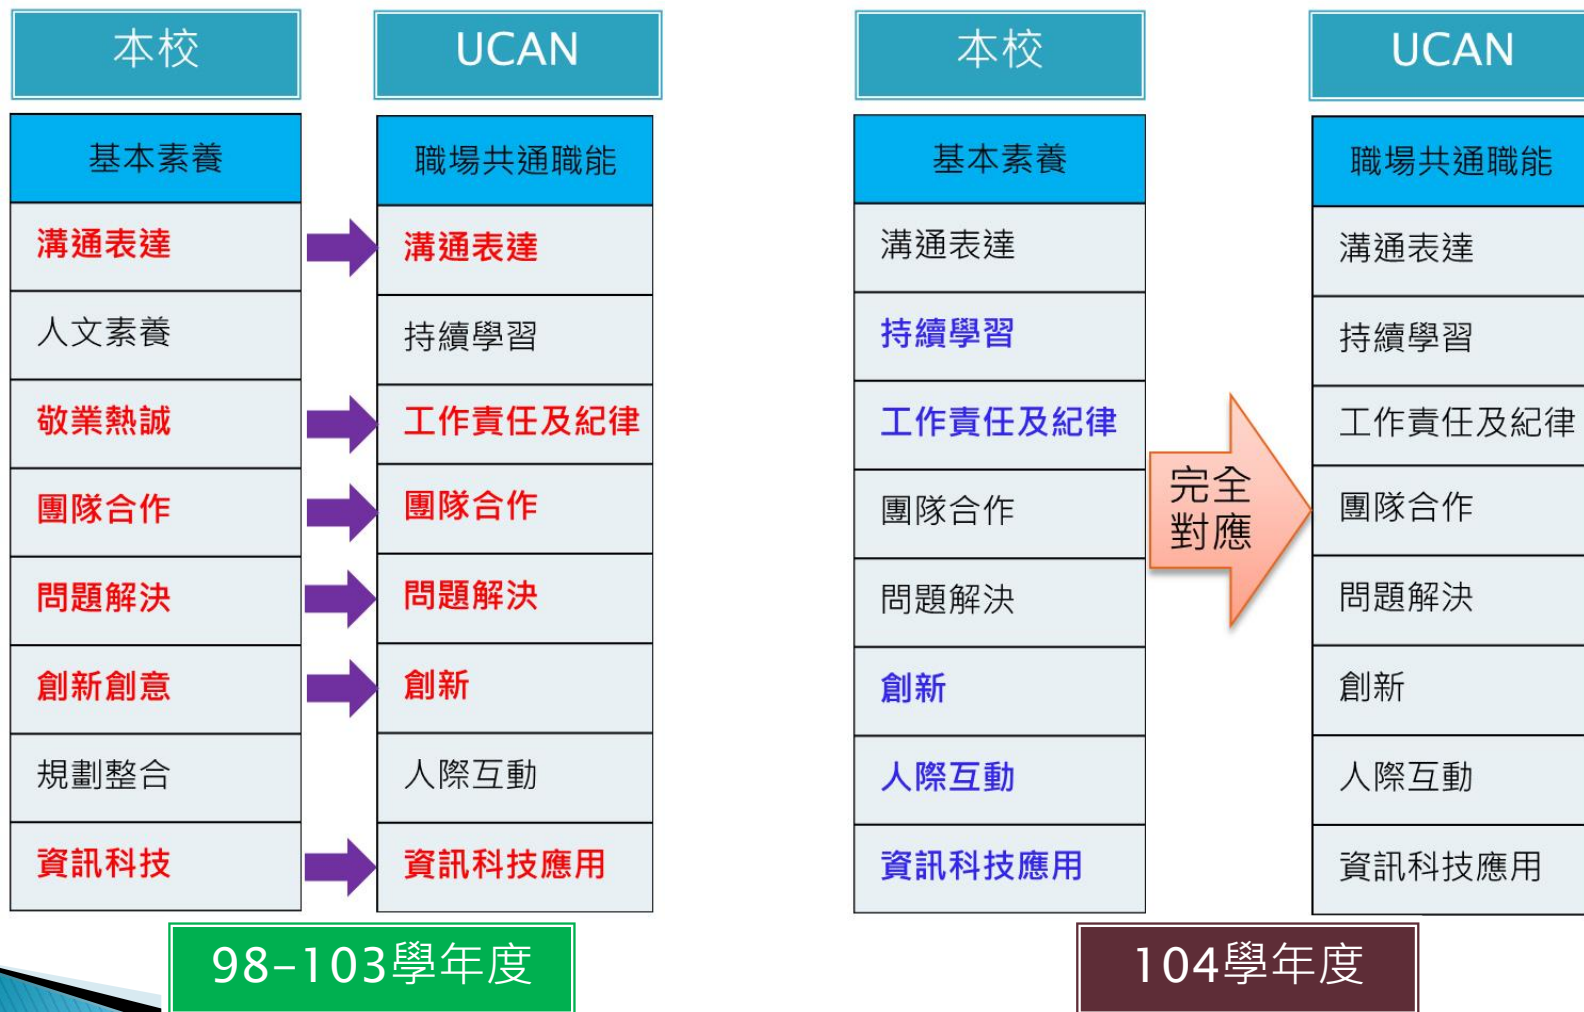 本校
UCAN
基本素養
職場共通職能
溝通表達
溝通表達
人文素養
持續學習
敬業熱誠
工作責任及紀律
團隊合作
團隊合作
問題解決
問題解決
創新創意
創新
規劃整合
人際互動
資訊科技
資訊科技應用
98-103學年度
本校
UCAN
基本素養
職場共通職能
溝通表達
溝通表達
持續學習
持續學習
工作責任及紀律
工作責任及紀律
團隊合作
團隊合作
完全
對應
問題解決
問題解決
創新
創新
人際互動
人際互動
資訊科技應用
資訊科技應用
104學年度